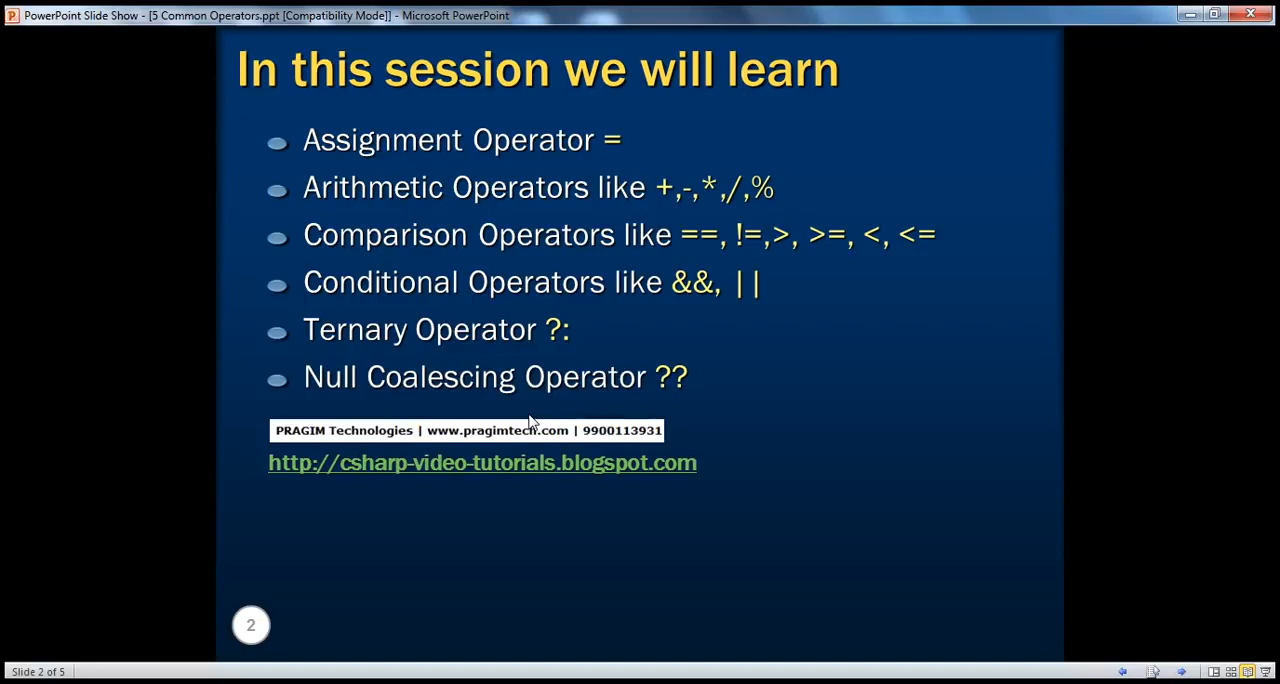 PowerPoint Slide Show - [5 Common Operators.ppt [Compatibility Mode]] - Microsoft PowerPoint
In this session we will learn
Assignment Operator =
Arithmetic Operators like +,-,*,/,%
Comparison Operators like ==, !=,>, >=, <, <=
Conditional Operators like &&, ||
Ternary Operator ?:
Null Coalescing Operator ??
PRAGIM Technologies | www.pragimtech.com | 9900113931
http://csharp-video-tutorials.blogspot.com
2
Slide 2 of 5